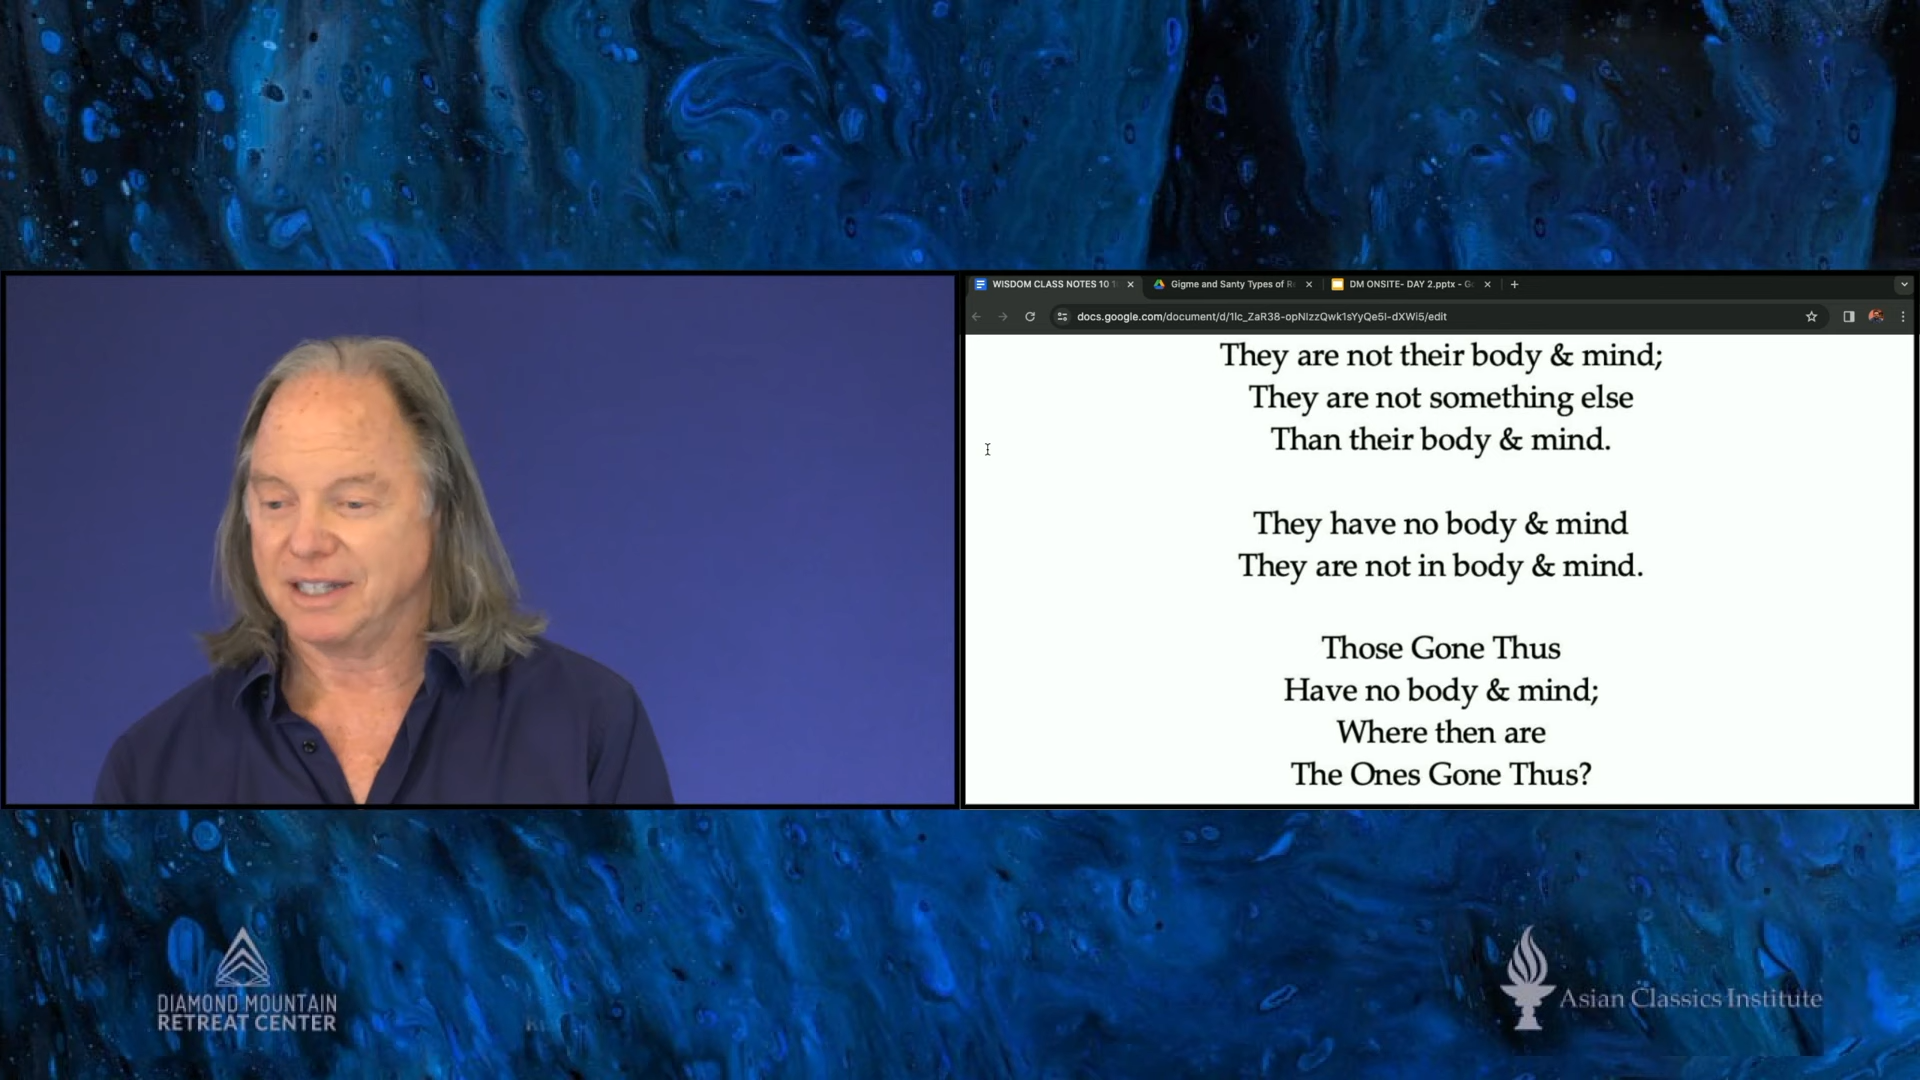 WISDOM CLASS NOTES 10
Gigme and Santy Types of
DM ONSITE- DAY 2.pptx -
docs.google.com/document/d/1lc_ZaR38-opNIzzQwk1sYyQe5I-dXWi5/edit
They are not their body & mind;
They are not something else
Than their body & mind.
They have no body & mind
They are not in body & mind.
Those Gone Thus
Have no body & mind;
Where then are
The Ones Gone Thus?
DIAMOND MOUNTAIN
RETREAT CENTER
Asian Classics Institute